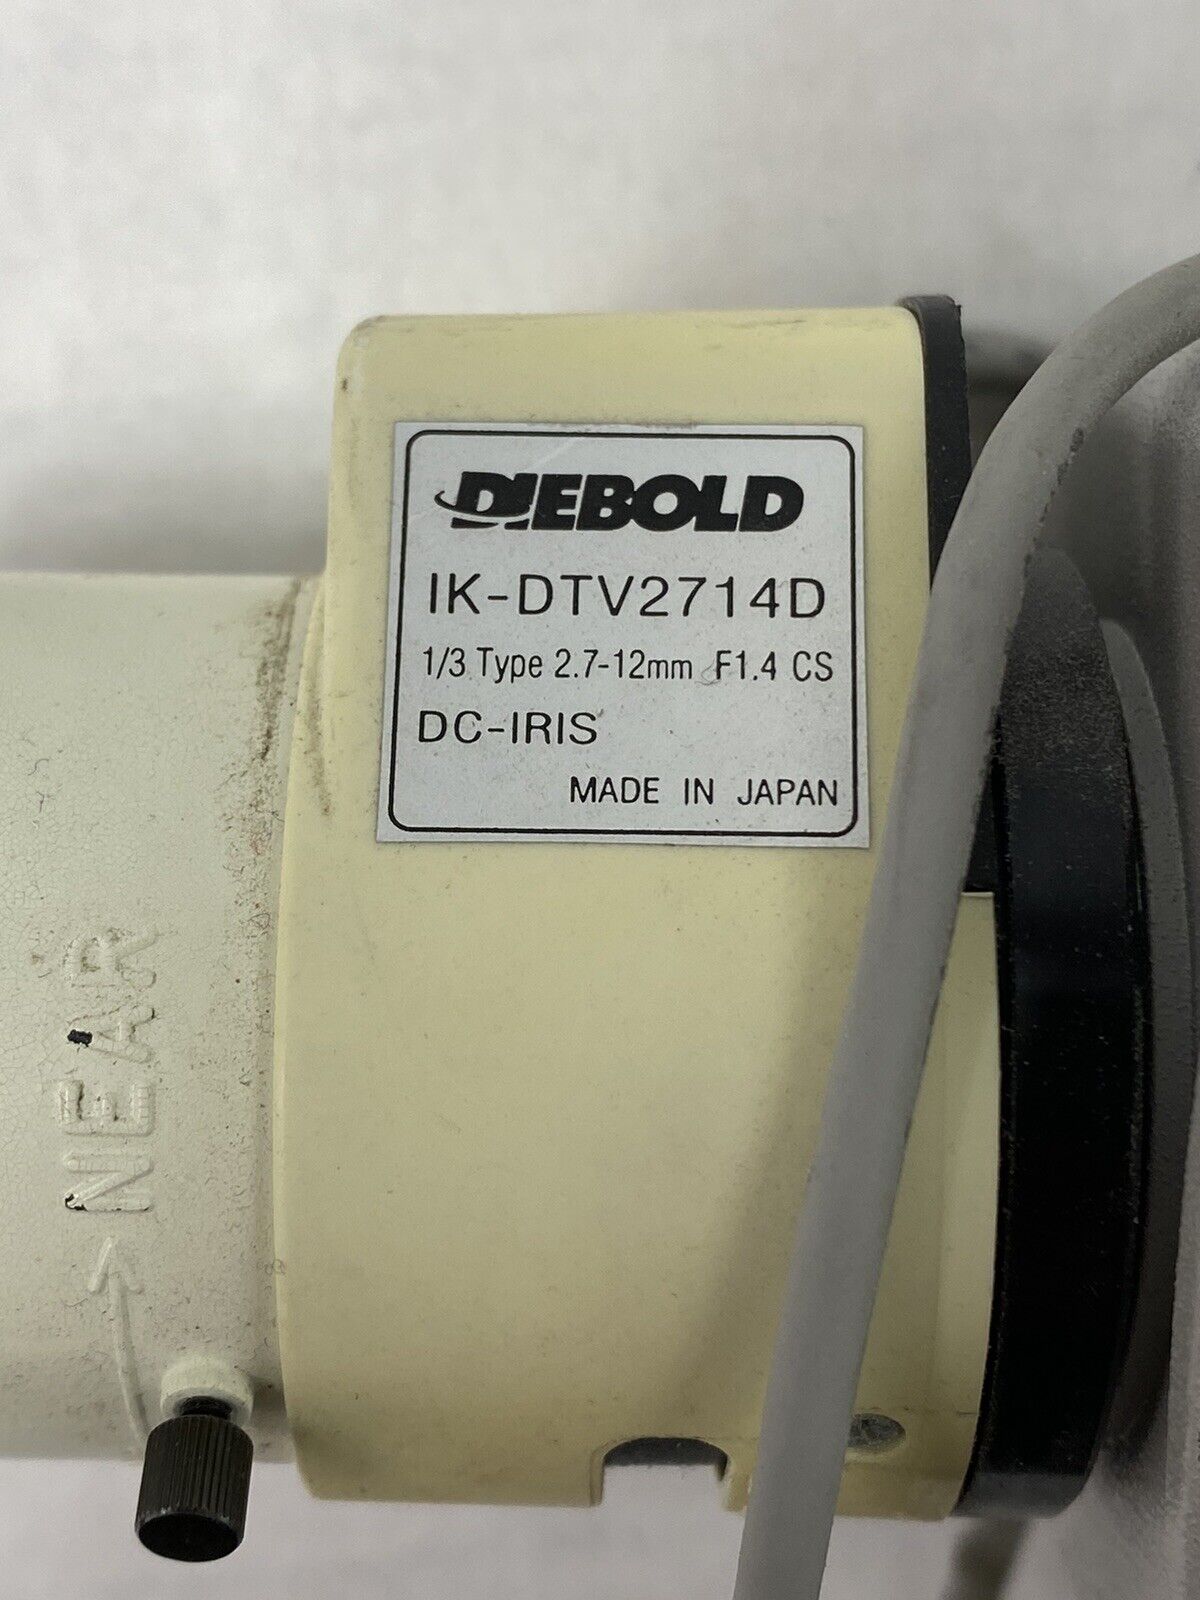 DIEBOLD
IK-DTV2714D
1/3 Type 2.7-12mm F1.4 CS
DC-IRIS
MADE IN JAPAN
NEAR